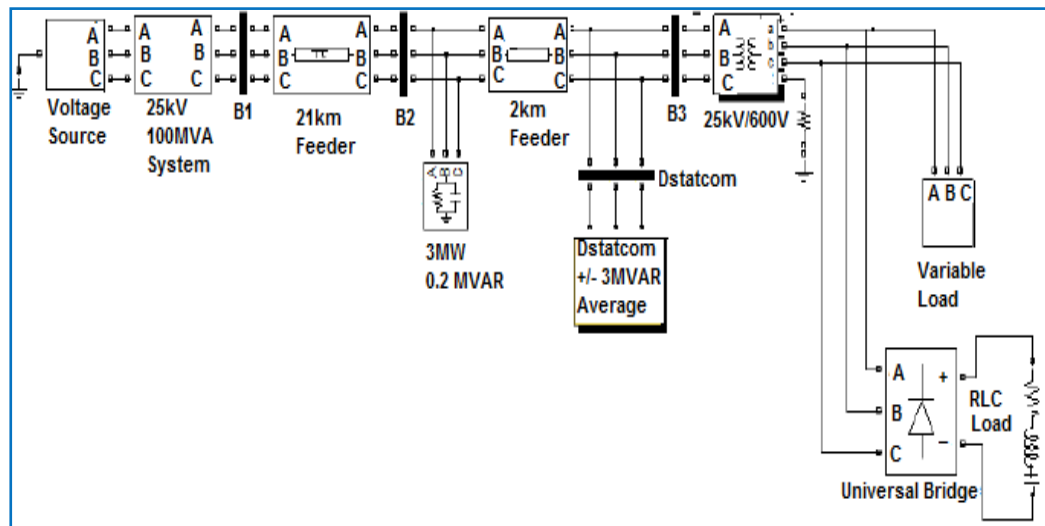 A A A A A A A A A a
B B B B B B B B B b
C C C C C C C C C c
Voltage
Source
25kV
100MVA
System
B1
21km
Feeder
B2
2km
Feeder
B3
25kV/600V
A B C
3MW
0.2 MVAR
Dstatcom
Dstatcom
+/- 3MVAR
Average
A B C
Variable
Load
A +
B
C –
RLC
Load
Universal Bridge